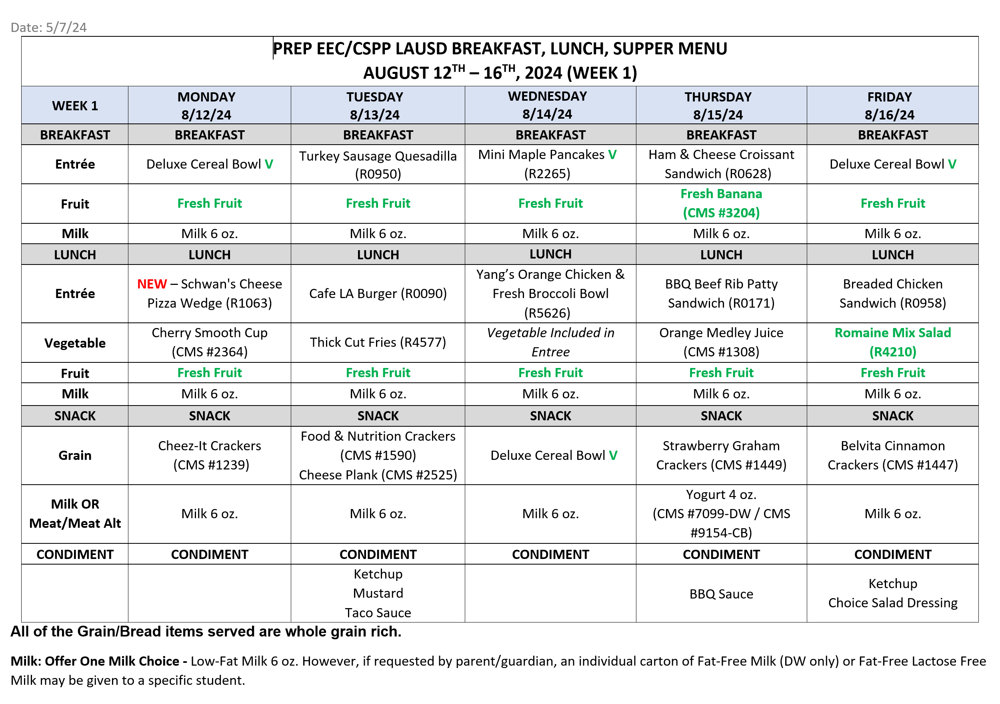 Date: 5/7/24
PREP EEC/CSPP LAUSD BREAKFAST, LUNCH, SUPPER MENU
AUGUST 12TH – 16TH, 2024 (WEEK 1)
WEEK 1
MONDAY
8/12/24
TUESDAY
8/13/24
WEDNESDAY
8/14/24
THURSDAY
8/15/24
FRIDAY
8/16/24
BREAKFAST
BREAKFAST
BREAKFAST
BREAKFAST
BREAKFAST
BREAKFAST
Entrée
Deluxe Cereal Bowl V
Turkey Sausage Quesadilla
(R0950)
Mini Maple Pancakes V
(R2265)
Ham & Cheese Croissant
Sandwich (R0628)
Deluxe Cereal Bowl V
Fruit
Fresh Fruit
Fresh Fruit
Fresh Fruit
Fresh Banana
(CMS #3204)
Fresh Fruit
Milk
Milk 6 oz.
Milk 6 oz.
Milk 6 oz.
Milk 6 oz.
Milk 6 oz.
LUNCH
LUNCH
LUNCH
LUNCH
LUNCH
LUNCH
Entrée
NEW – Schwan's Cheese
Pizza Wedge (R1063)
Cafe LA Burger (R0090)
Yang’s Orange Chicken &
Fresh Broccoli Bowl
(R5626)
BBQ Beef Rib Patty
Sandwich (R0171)
Breaded Chicken
Sandwich (R0958)
Vegetable
Cherry Smooth Cup
(CMS #2364)
Thick Cut Fries (R4577)
Vegetable Included in
Entree
Orange Medley Juice
(CMS #1308)
Romaine Mix Salad
(R4210)
Fruit
Fresh Fruit
Fresh Fruit
Fresh Fruit
Fresh Fruit
Fresh Fruit
Milk
Milk 6 oz.
Milk 6 oz.
Milk 6 oz.
Milk 6 oz.
Milk 6 oz.
SNACK
SNACK
SNACK
SNACK
SNACK
SNACK
Grain
Cheez-It Crackers
(CMS #1239)
Food & Nutrition Crackers
(CMS #1590)
Cheese Plank (CMS #2525)
Deluxe Cereal Bowl V
Strawberry Graham
Crackers (CMS #1449)
Belvita Cinnamon
Crackers (CMS #1447)
Milk OR
Meat/Meat Alt
Milk 6 oz.
Milk 6 oz.
Milk 6 oz.
Yogurt 4 oz.
(CMS #7099-DW / CMS
#9154-CB)
Milk 6 oz.
CONDIMENT
CONDIMENT
CONDIMENT
CONDIMENT
CONDIMENT
CONDIMENT
Ketchup
Mustard
Taco Sauce
BBQ Sauce
Ketchup
Choice Salad Dressing
All of the Grain/Bread items served are whole grain rich.
Milk: Offer One Milk Choice - Low-Fat Milk 6 oz. However, if requested by parent/guardian, an individual carton of Fat-Free Milk (DW only) or Fat-Free Lactose Free
Milk may be given to a specific student.